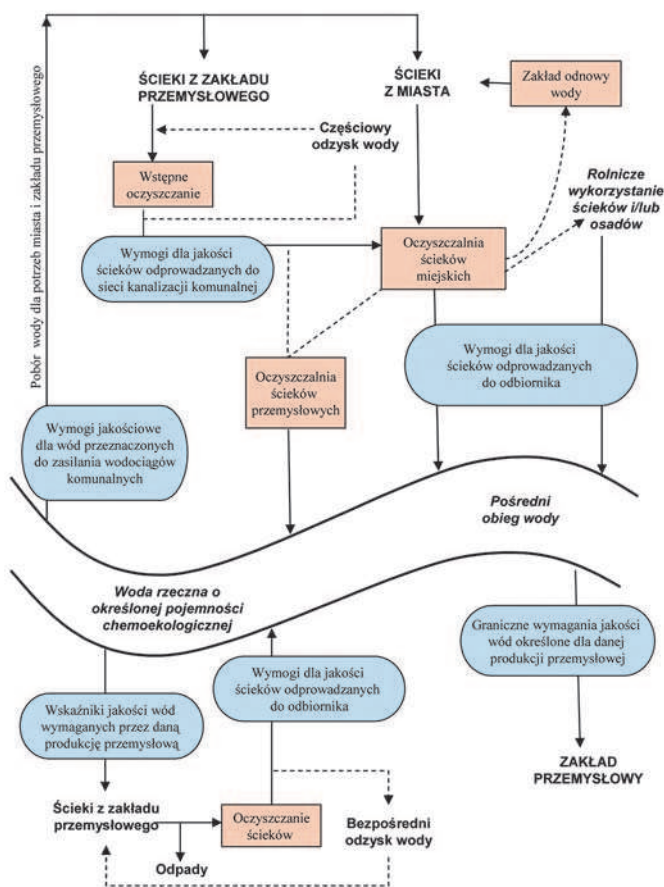 Pobór wody dla potrzeb miasta i zakładu przemysłowego
ŚCIEKI Z ZAKŁADU
PRZEMYSŁOWEGO
ŚCIEKI
Z MIASTA
Zakład odnowy
wody
Częściowy
odzysk wody
Wstępne
oczyszczanie
Rolnicze
wykorzystanie
ścieków i/lub
osadów
Wymogi dla jakości
ścieków odprowadzanych do
sieci kanalizacji komunalnej
Oczyszczalnia
ścieków
miejskich
Oczyszczalnia
ścieków
przemysłowych
Wymogi dla jakości
ścieków odprowadzanych
do odbiornika
Wymogi jakościowe
dla wód przeznaczonych
do zasilania wodociągów
komunalnych
Pośredni
obieg wody
Woda rzeczna o
określonej pojemności
chemoekologicznej
Graniczne wymagania jakości
wód określone dla danej
produkcji przemysłowej
Wymogi dla jakości
ścieków odprowadzanych
do odbiornika
Wskaźniki jakości wód
wymaganych przez daną
produkcję przemysłową
ZAKŁAD
PRZEMYSŁOWY
Ścieki z zakładu
przemysłowego
Oczyszczanie
ścieków
Bezpośredni
odzysk wody
Odpady